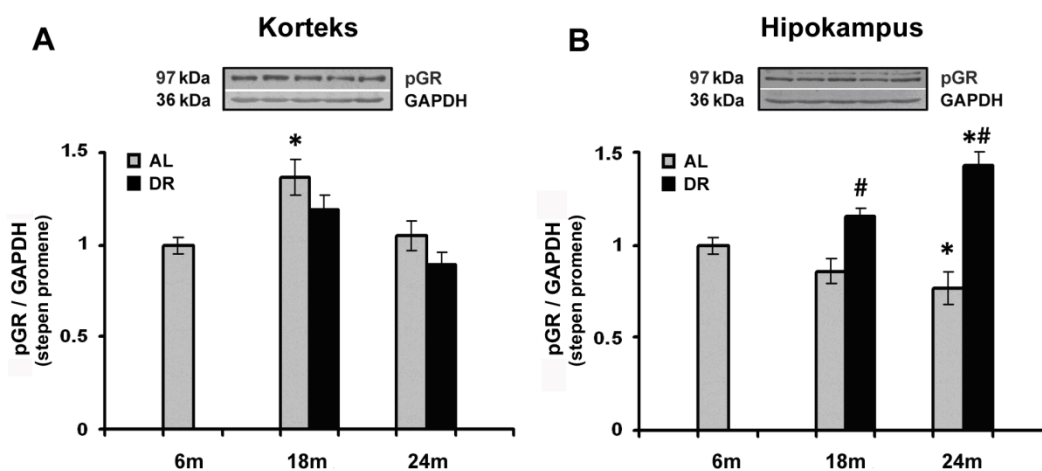 A
Korteks
97 kDa
pGR
36 kDa
GAPDH
pGR / GAPDH
(stepen promene)
1.5
1
0.5
0
AL
DR
*
6m
18m
24m
B
Hipokampus
97 kDa
pGR
36 kDa
GAPDH
pGR / GAPDH
(stepen promene)
1.5
1
0.5
0
AL
DR
#
*
*#
6m
18m
24m